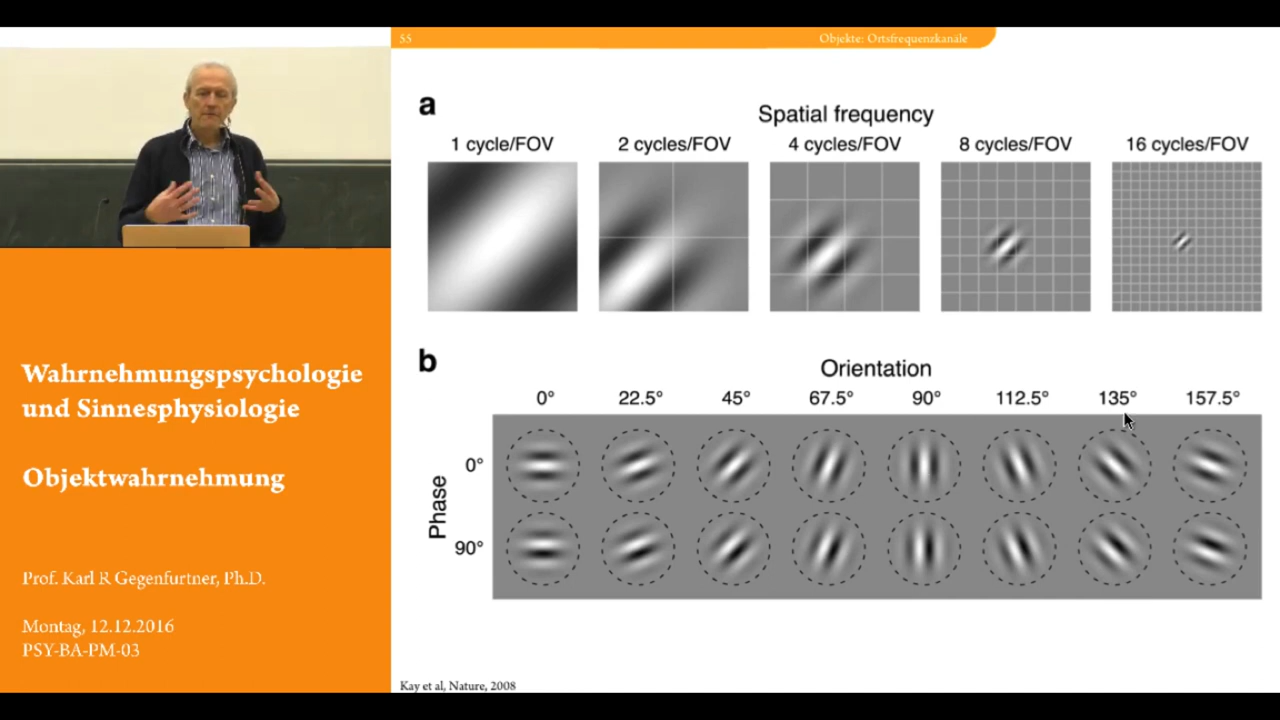 55
Objekte: Ortsfrequenzkanäle
a
Spatial frequency
1 cycle/FOV 2 cycles/FOV 4 cycles/FOV 8 cycles/FOV 16 cycles/FOV
b
Orientation
0° 22.5° 45° 67.5° 90° 112.5° 135° 157.5°
Phase
0°
90°
Kay et al, Nature, 2008
Wahrnehmungspsychologie
und Sinnesphysiologie
Objektwahrnehmung
Prof. Karl R Gegenfurtner, Ph.D.
Montag, 12.12.2016
PSY-BA-PM-03